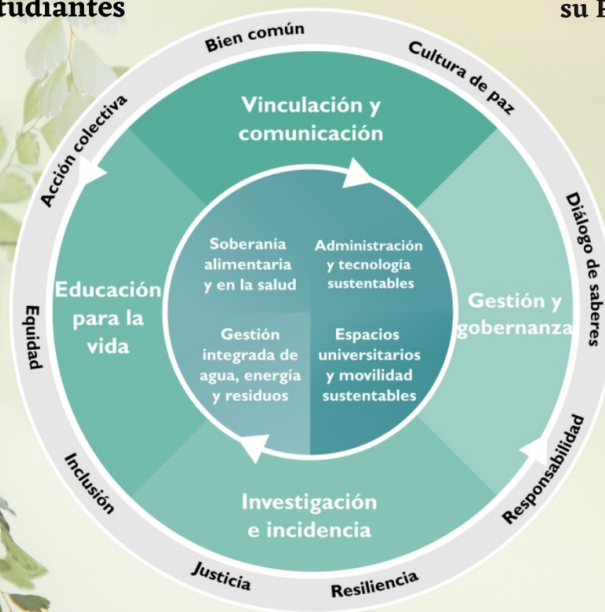 tudiantes
su P
Bien común
Cultura de paz
Acción colectiva
Diálogo de saberes
Equidad
Responsabilidad
Inclusión
Justicia
Resiliencia
Vinculación y
comunicación
Educación
para la
vida
Gestión y
gobernanza
Investigación
e incidencia
Soberanía
alimentaria
y en la salud
Administración
y tecnología
sustentables
Gestión
integrada de
agua, energía
y residuos
Espacios
universitarios
y movilidad
sustentables